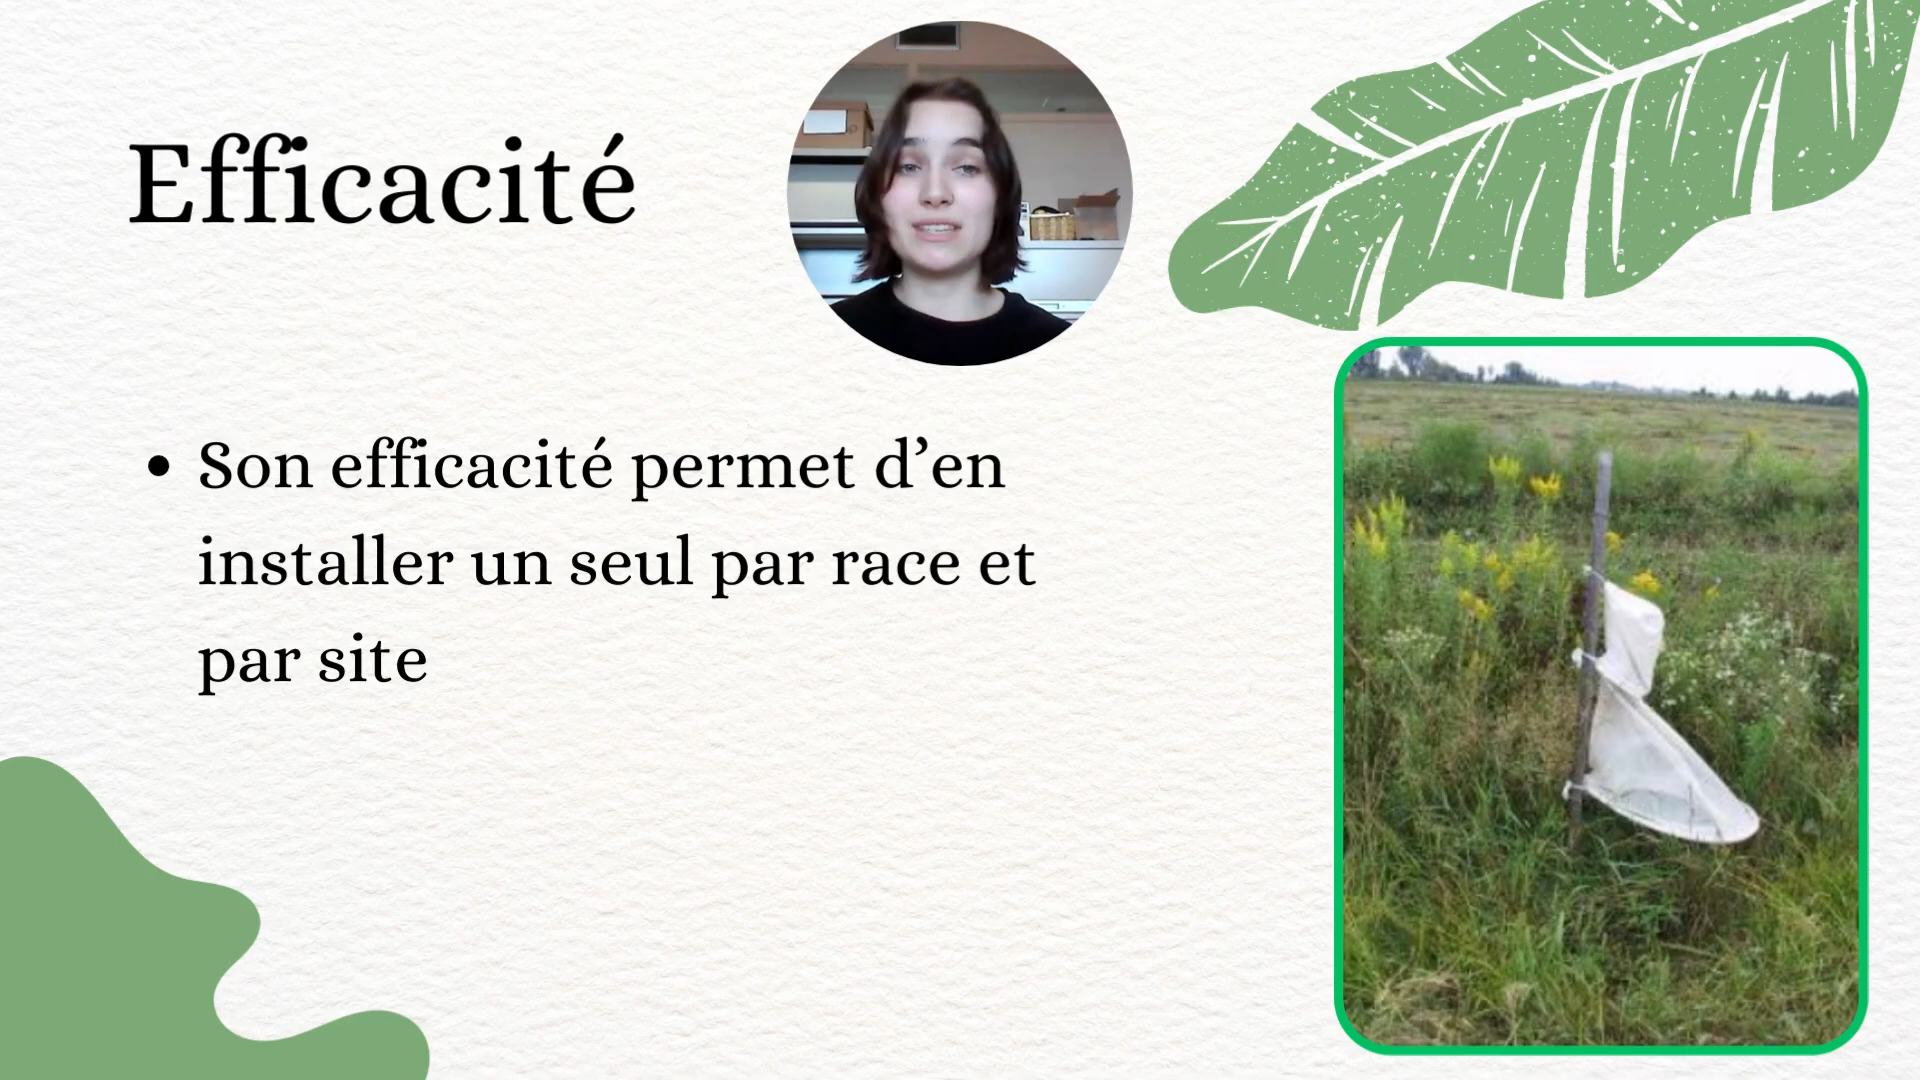 Efficacité
• Son efficacité permet d’en
installer un seul par race et
par site